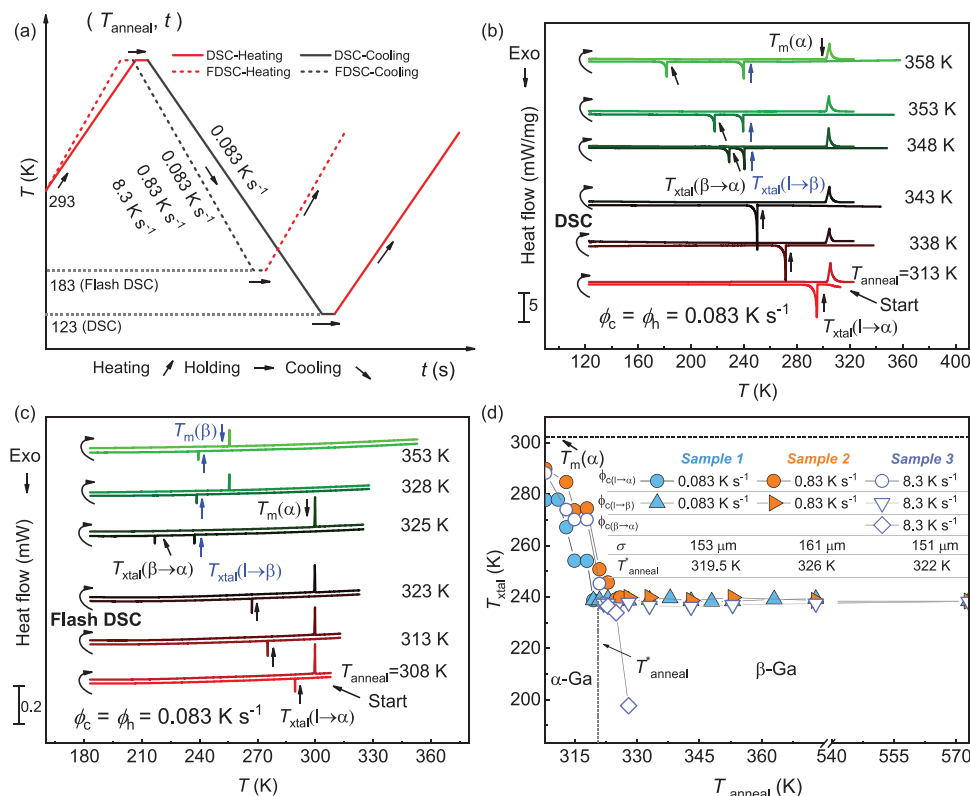 (a)
(T_anneal, t)
DSC-Heating
DSC-Cooling
FDSC-Heating
FDSC-Cooling
T (K)
0.083 K s⁻¹
0.083 K s⁻¹
0.83 K s⁻¹
8.3 K s⁻¹
293
183 (Flash DSC)
123 (DSC)
Heating Holding Cooling t (s)
(b)
Exo
T_m(α)
358 K
353 K
348 K
T_xtal(β→α) T_xtal(l→β)
343 K
DSC
338 K
T_anneal=313 K
Start
T_xtal(l→α)
ϕ_c = ϕ_h = 0.083 K s⁻¹
5
Heat flow (mW/mg)
120 160 200 240 280 320 360 400
T (K)
(c)
Exo
T_m(β)
353 K
328 K
T_m(α)
325 K
T_xtal(β→α) T_xtal(l→β)
323 K
Flash DSC
313 K
T_anneal=308 K
Start
T_xtal(l→α)
ϕ_c = ϕ_h = 0.083 K s⁻¹
0.2
Heat flow (mW)
180 210 240 270 300 330 360
T (K)
(d)
T_m(α)
Sample 1 Sample 2 Sample 3
ϕ_c(l→α) 0.083 K s⁻¹ 0.83 K s⁻¹ 8.3 K s⁻¹
ϕ_c(l→β) 0.083 K s⁻¹ 0.83 K s⁻¹ 8.3 K s⁻¹
ϕ_c(β→α) 8.3 K s⁻¹
σ 153 μm 161 μm 151 μm
T*_anneal 319.5 K 326 K 322 K
T*_anneal
α-Ga
β-Ga
T_xtal (K)
300
280
260
240
220
200
315 330 345 360 540 570
T_anneal (K)